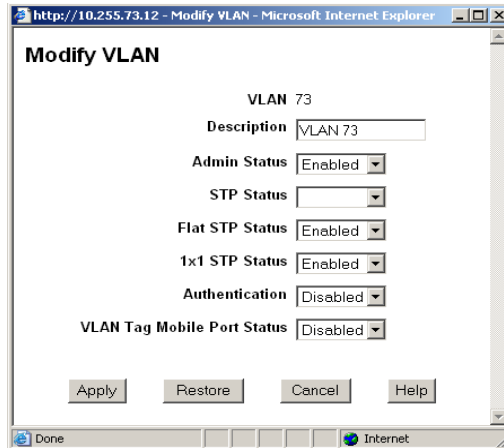 http://10.255.73.12 - Modify VLAN - Microsoft Internet Explorer
Modify VLAN
VLAN 73
Description VLAN 73
Admin Status Enabled
STP Status
Flat STP Status Enabled
1x1 STP Status Enabled
Authentication Disabled
VLAN Tag Mobile Port Status Disabled
Apply Restore Cancel Help
Done Internet